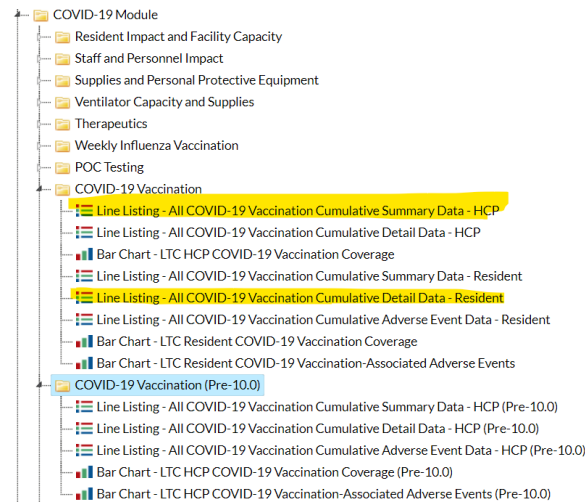 COVID-19 Module
Resident Impact and Facility Capacity
Staff and Personnel Impact
Supplies and Personal Protective Equipment
Ventilator Capacity and Supplies
Therapeutics
Weekly Influenza Vaccination
POC Testing
COVID-19 Vaccination
Line Listing - All COVID-19 Vaccination Cumulative Summary Data - HCP
Line Listing - All COVID-19 Vaccination Cumulative Detail Data - HCP
Bar Chart - LTC HCP COVID-19 Vaccination Coverage
Line Listing - All COVID-19 Vaccination Cumulative Summary Data - Resident
Line Listing - All COVID-19 Vaccination Cumulative Detail Data - Resident
Line Listing - All COVID-19 Vaccination Cumulative Adverse Event Data - Resident
Bar Chart - LTC Resident COVID-19 Vaccination Coverage
Bar Chart - LTC Resident COVID-19 Vaccination-Associated Adverse Events
COVID-19 Vaccination (Pre-10.0)
Line Listing - All COVID-19 Vaccination Cumulative Summary Data - HCP (Pre-10.0)
Line Listing - All COVID-19 Vaccination Cumulative Detail Data - HCP (Pre-10.0)
Line Listing - All COVID-19 Vaccination Cumulative Adverse Event Data - HCP (Pre-10.0)
Bar Chart - LTC HCP COVID-19 Vaccination Coverage (Pre-10.0)
Bar Chart - LTC HCP COVID-19 Vaccination-Associated Adverse Events (Pre-10.0)